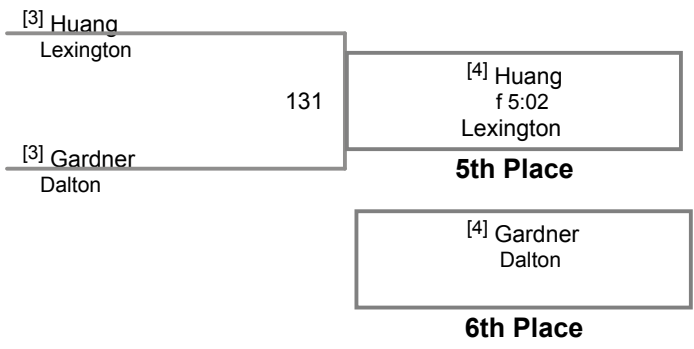 [3] Huang
Lexington
131
[3] Gardner
Dalton
[4] Huang
f 5:02
Lexington
5th Place
[4] Gardner
Dalton
6th Place